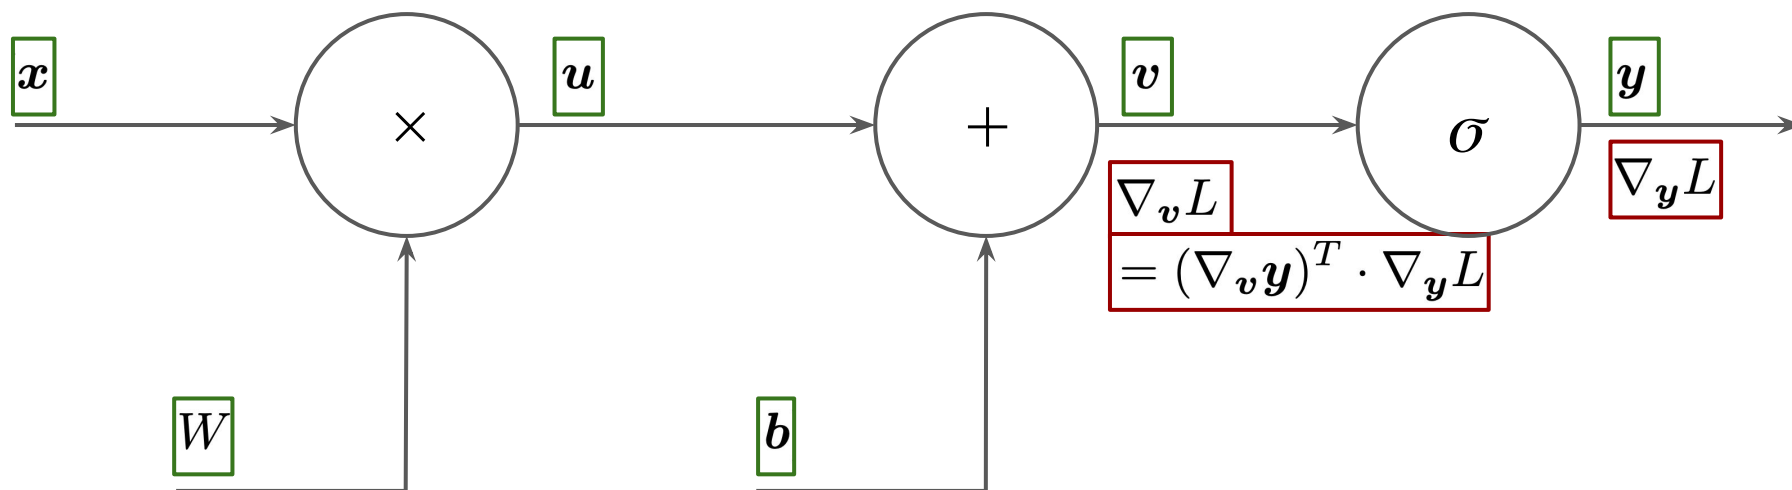 x
u
v
y
×
+
σ
∇_y L
∇_v L
= (∇_v y)^T · ∇_y L
W
b